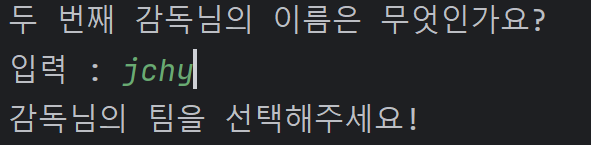 두 번째 감독님의 이름은 무엇인가요?
입력 : jchy
감독님의 팀을 선택해주세요!